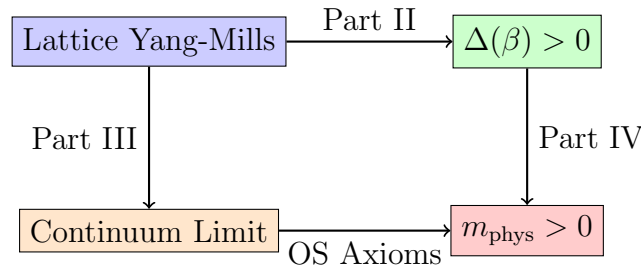 Part II
Lattice Yang-Mills
Δ(β) > 0
Part III
Part IV
Continuum Limit
m_phys > 0
OS Axioms